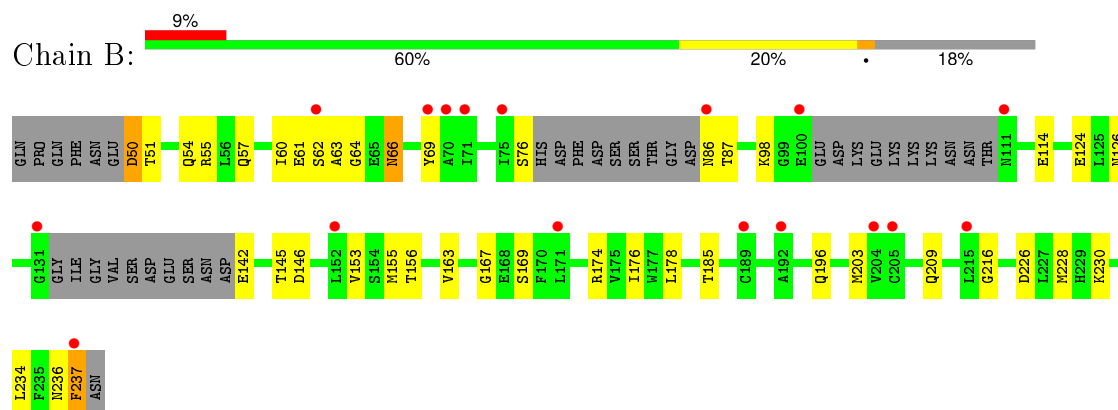 9%
Chain B:
60% 20% • 18%
GLN PRO GLN PHE ASN GLU D50 T51 Q54 R55 L56 Q57 I60 E61 S62 A63 G64 E65 N66 Y69 A70 I71 I75 S76 HIS ASP PHE ASP SER SER THR GLY ASP N86 T87 K98 G99 E100 GLU ASP LYS GLU LYS LYS LYS ASN ASN THR N111 E114 E124 L125 N126
G131 GLY ILE GLY VAL SER ASP GLU SER ASN ASP E142 T145 D146 L152 V153 S154 M155 T156 V163 G167 E168 S169 F170 L171 R174 V175 I176 W177 L178 T185 C189 A192 Q196 M203 V204 C205 Q209 L215 G216 D226 L227 M228 H229 K230
L234 F235 N236 F237 ASN